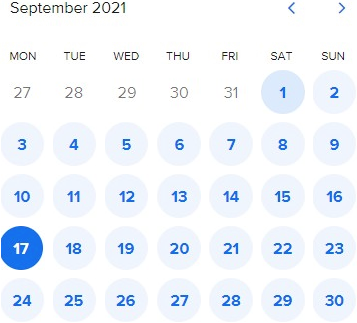 September 2021
MON TUE WED THU FRI SAT SUN
27 28 29 30 31 1 2
3 4 5 6 7 8 9
10 11 12 13 14 15 16
17 18 19 20 21 22 23
24 25 26 27 28 29 30